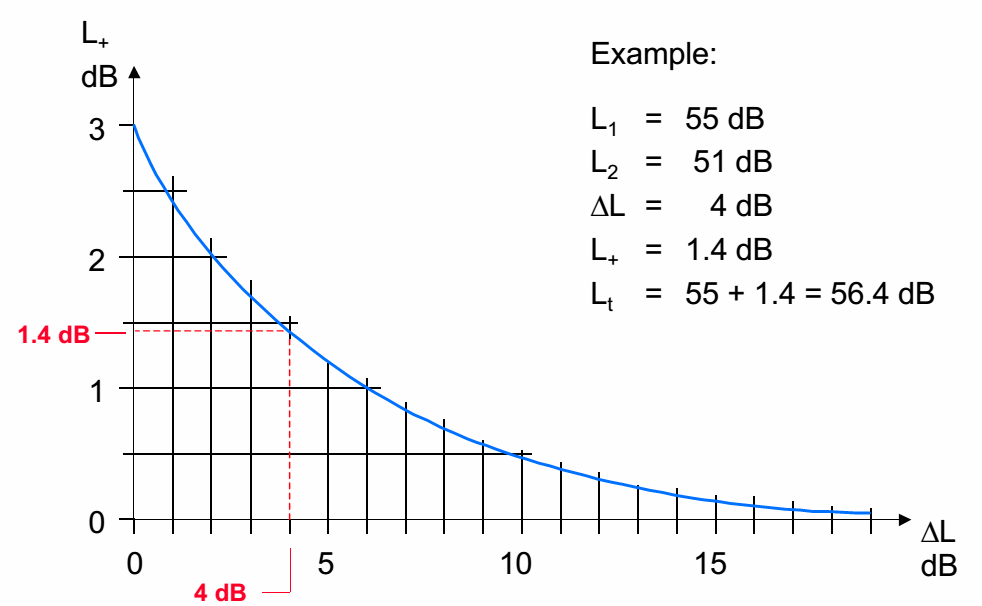 L₊
dB
3
2
1
0
1.4 dB
0 5 10 15
4 dB
ΔL
dB
Example:
L₁ = 55 dB
L₂ = 51 dB
ΔL = 4 dB
L₊ = 1.4 dB
Lₜ = 55 + 1.4 = 56.4 dB